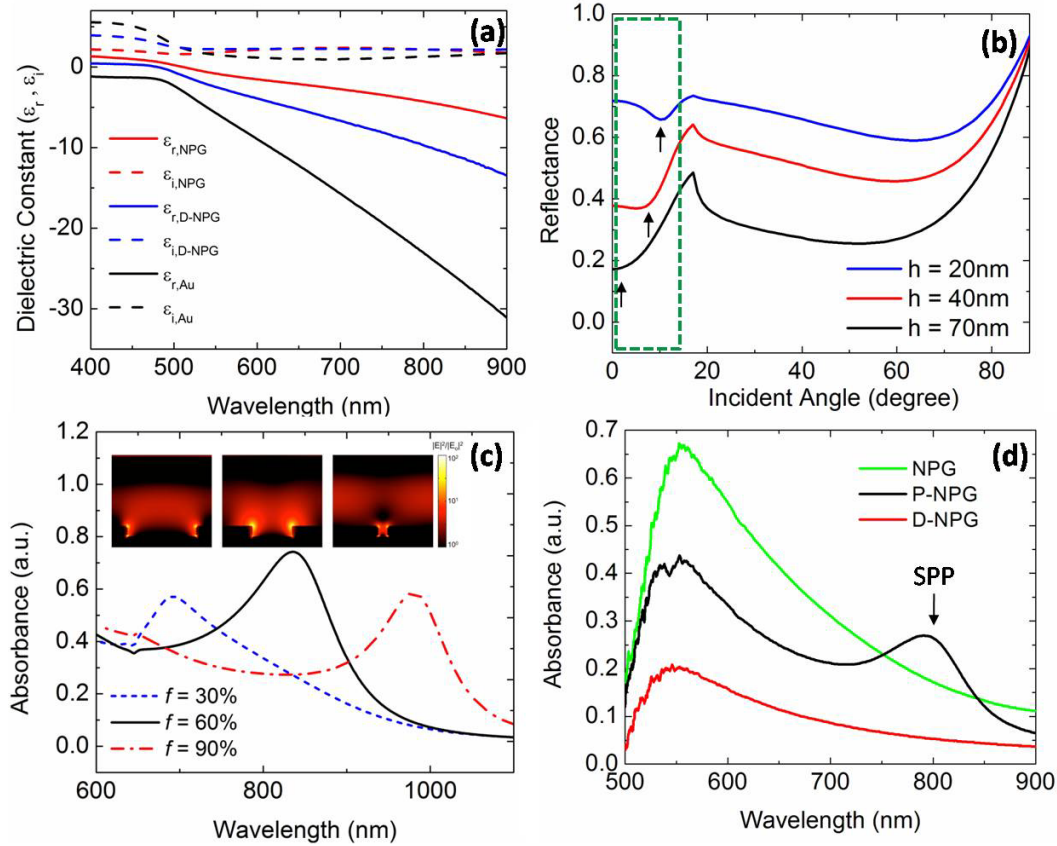 (a)
Dielectric Constant (εr , εi)
0
-10
-20
-30
εr,NPG
εi,NPG
εr,D-NPG
εi,D-NPG
εr,Au
εi,Au
400 500 600 700 800 900
Wavelength (nm)
(b)
Reflectance
1.0
0.8
0.6
0.4
0.2
0.0
h = 20nm
h = 40nm
h = 70nm
0 20 40 60 80
Incident Angle (degree)
(c)
Absorbance (a.u.)
1.2
1.0
0.8
0.6
0.4
0.2
0.0
|E|²/|E₀|²
10²
10¹
10⁰
f = 30%
f = 60%
f = 90%
600 700 800 900 1000
Wavelength (nm)
(d)
Absorbance (a.u.)
0.7
0.6
0.5
0.4
0.3
0.2
0.1
0.0
NPG
P-NPG
D-NPG
SPP
500 600 700 800 900
Wavelength (nm)